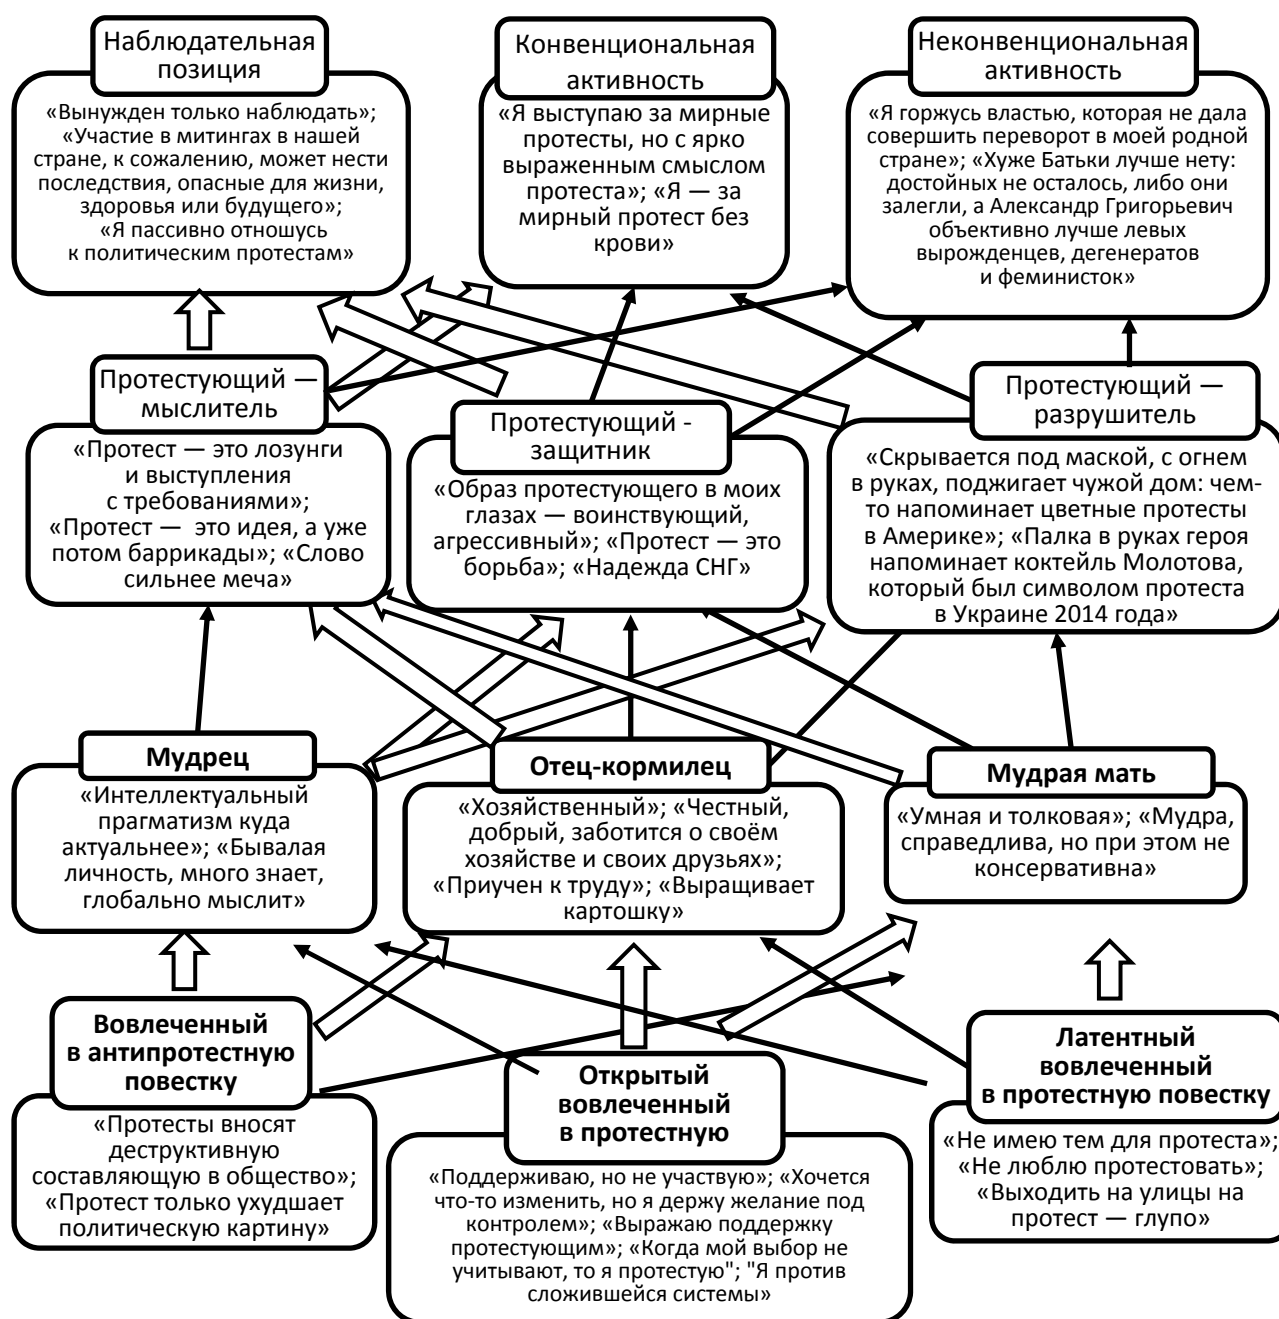 Наблюдательная
позиция
«Вынужден только наблюдать»;
«Участие в митингах в нашей
стране, к сожалению, может нести
последствия, опасные для жизни,
здоровья или будущего»;
«Я пассивно отношусь
к политическим протестам»
Конвенциональная
активность
«Я выступаю за мирные
протесты, но с ярко
выраженным смыслом
протеста»; «Я — за
мирный протест без
крови»
Неконвенциональная
активность
«Я горжусь властью, которая не дала
совершить переворот в моей родной
стране»; «Хуже Батьки лучше нету:
достойных не осталось, либо они
залегли, а Александр Григорьевич
объективно лучше левых
вырожденцев, дегенератов
и феминисток»
Протестующий —
мыслитель
«Протест — это лозунги
и выступления
с требованиями»;
«Протест — это идея, а уже
потом баррикады»; «Слово
сильнее меча»
Протестующий -
защитник
«Образ протестующего в моих
глазах — воинствующий,
агрессивный»; «Протест — это
борьба»; «Надежда СНГ»
Протестующий —
разрушитель
«Скрывается под маской, с огнем
в руках, поджигает чужой дом: чем-
то напоминает цветные протесты
в Америке»; «Палка в руках героя
напоминает коктейль Молотова,
который был символом протеста
в Украине 2014 года»
Мудрец
«Интеллектуальный
прагматизм куда
актуальнее»; «Бывалая
личность, много знает,
глобально мыслит»
Отец-кормилец
«Хозяйственный»; «Честный,
добрый, заботится о своём
хозяйстве и своих друзьях»;
«Приучен к труду»; «Выращивает
картошку»
Мудрая мать
«Умная и толковая»; «Мудра,
справедлива, но при этом не
консервативна»
Вовлеченный
в антипротестную
повестку
«Протесты вносят
деструктивную
составляющую в общество»;
«Протест только ухудшает
политическую картину»
Открытый
вовлеченный
в протестную
«Поддерживаю, но не участвую»; «Хочется
что-то изменить, но я держу желание под
контролем»; «Выражаю поддержку
протестующим»; «Когда мой выбор не
учитывают, то я протестую"; "Я против
сложившейся системы»
Латентный
вовлеченный
в протестную повестку
«Не имею тем для протеста»;
«Не люблю протестовать»;
«Выходить на улицы на
протест — глупо»